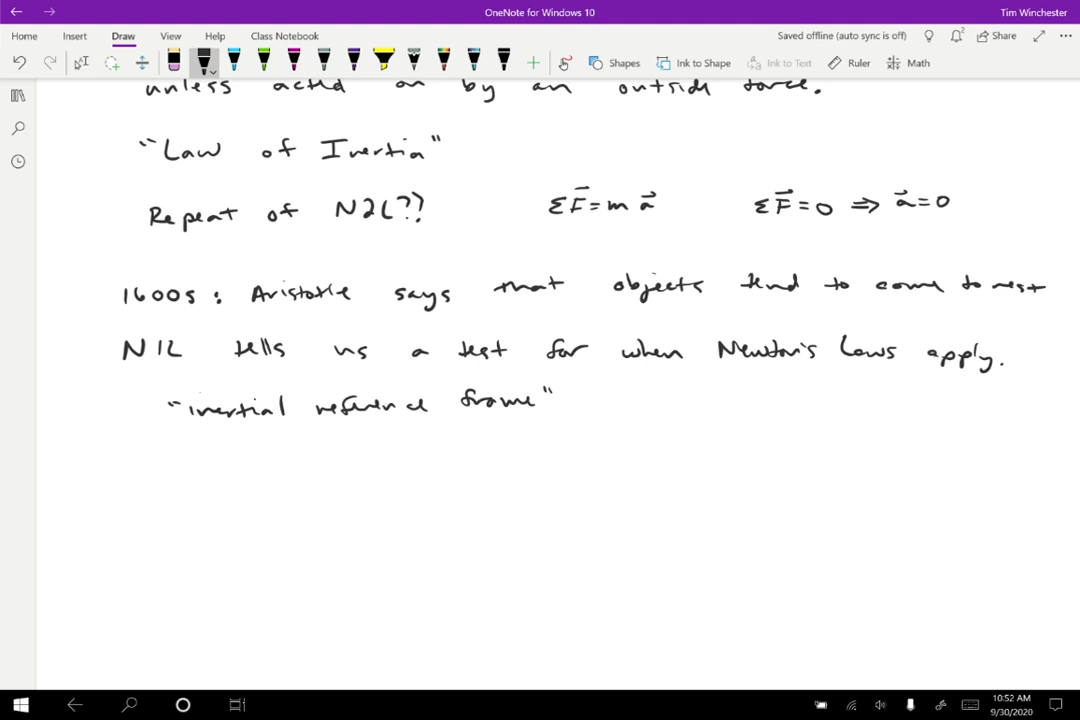 OneNote for Windows 10
Tim Winchester
Home Insert Draw View Help Class Notebook
Saved offline (auto sync is off) Share
Shapes Ink to Shape Ink to Text Ruler Math
unless acted on by an outside force.
"Law of Inertia"
Repeat of N2L?? ΣF⃗=ma⃗ ΣF⃗=0 ⇒ a⃗=0
1600s: Aristotle says that objects tend to come to rest
N1L tells us a test for when Newton's Laws apply.
"inertial reference frame"
10:52 AM
9/30/2020